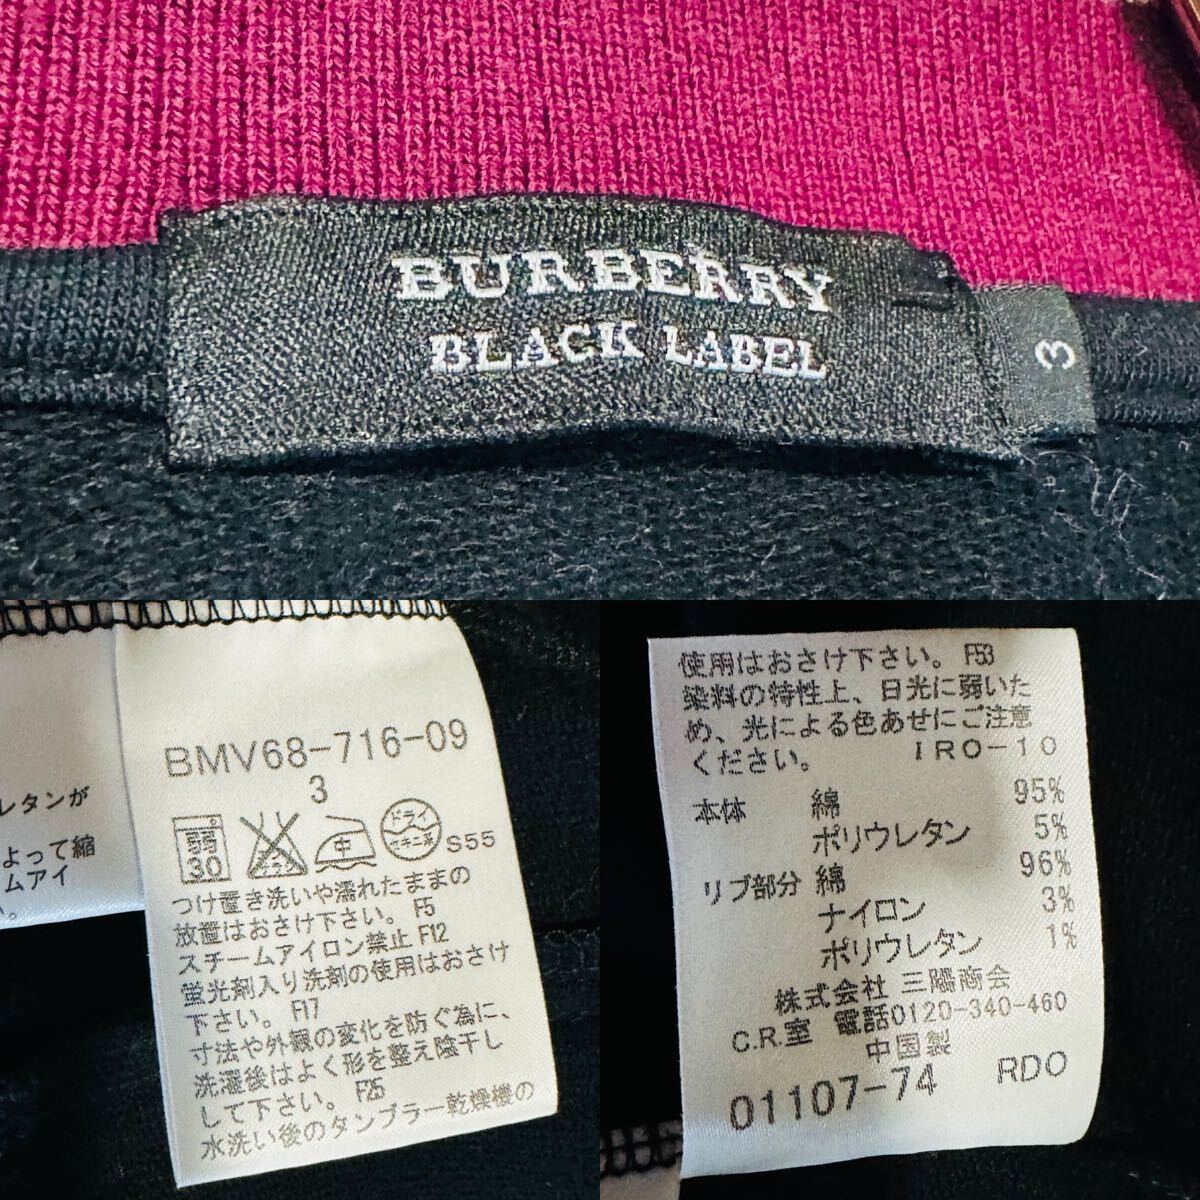 BURBERRY
BLACK LABEL
3
レタンが
よって縮
ムアイ
BMV68-716-09
3
弱
30
中
ドライ
セキユ系
S55
つけ置き洗いや濡れたままの
放置はおさけ下さい。F5
スチームアイロン禁止F12
蛍光剤入り洗剤の使用はおさけ
下さい。F17
寸法や外観の変化を防ぐ為に、
洗濯後はよく形を整え陰干し
して下さい。F25
水洗い後のタンブラー乾燥機の
使用はおさけ下さい。F53
染料の特性上、日光に弱いた
め、光による色あせにご注意
ください。 IRO-10
本体 綿 95%
ポリウレタン 5%
リブ部分 綿 96%
ナイロン 3%
ポリウレタン 1%
株式会社 三陽商会
C.R.室 電話0120-340-460
中国製
01107-74 RDO